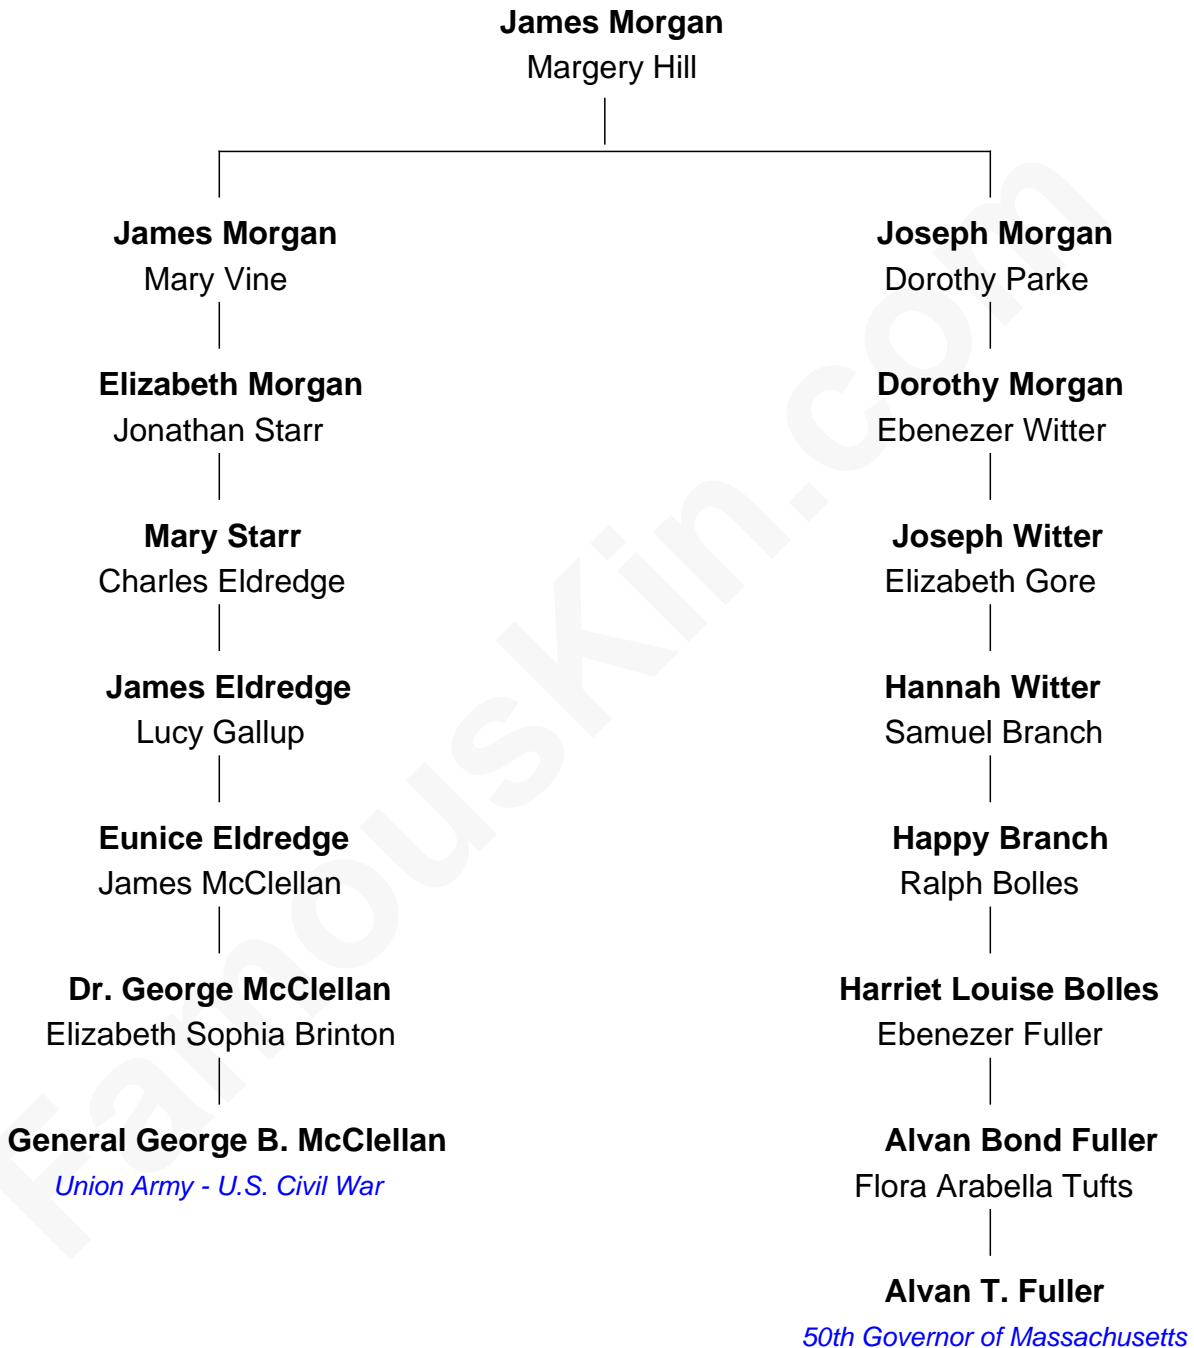 James Morgan
Margery Hill
James Morgan
Mary Vine
Elizabeth Morgan
Jonathan Starr
Mary Starr
Charles Eldredge
James Eldredge
Lucy Gallup
Eunice Eldredge
James McClellan
Dr. George McClellan
Elizabeth Sophia Brinton
General George B. McClellan
Union Army - U.S. Civil War
Joseph Morgan
Dorothy Parke
Dorothy Morgan
Ebenezer Witter
Joseph Witter
Elizabeth Gore
Hannah Witter
Samuel Branch
Happy Branch
Ralph Bolles
Harriet Louise Bolles
Ebenezer Fuller
Alvan Bond Fuller
Flora Arabella Tufts
Alvan T. Fuller
50th Governor of Massachusetts
FamousKin.com